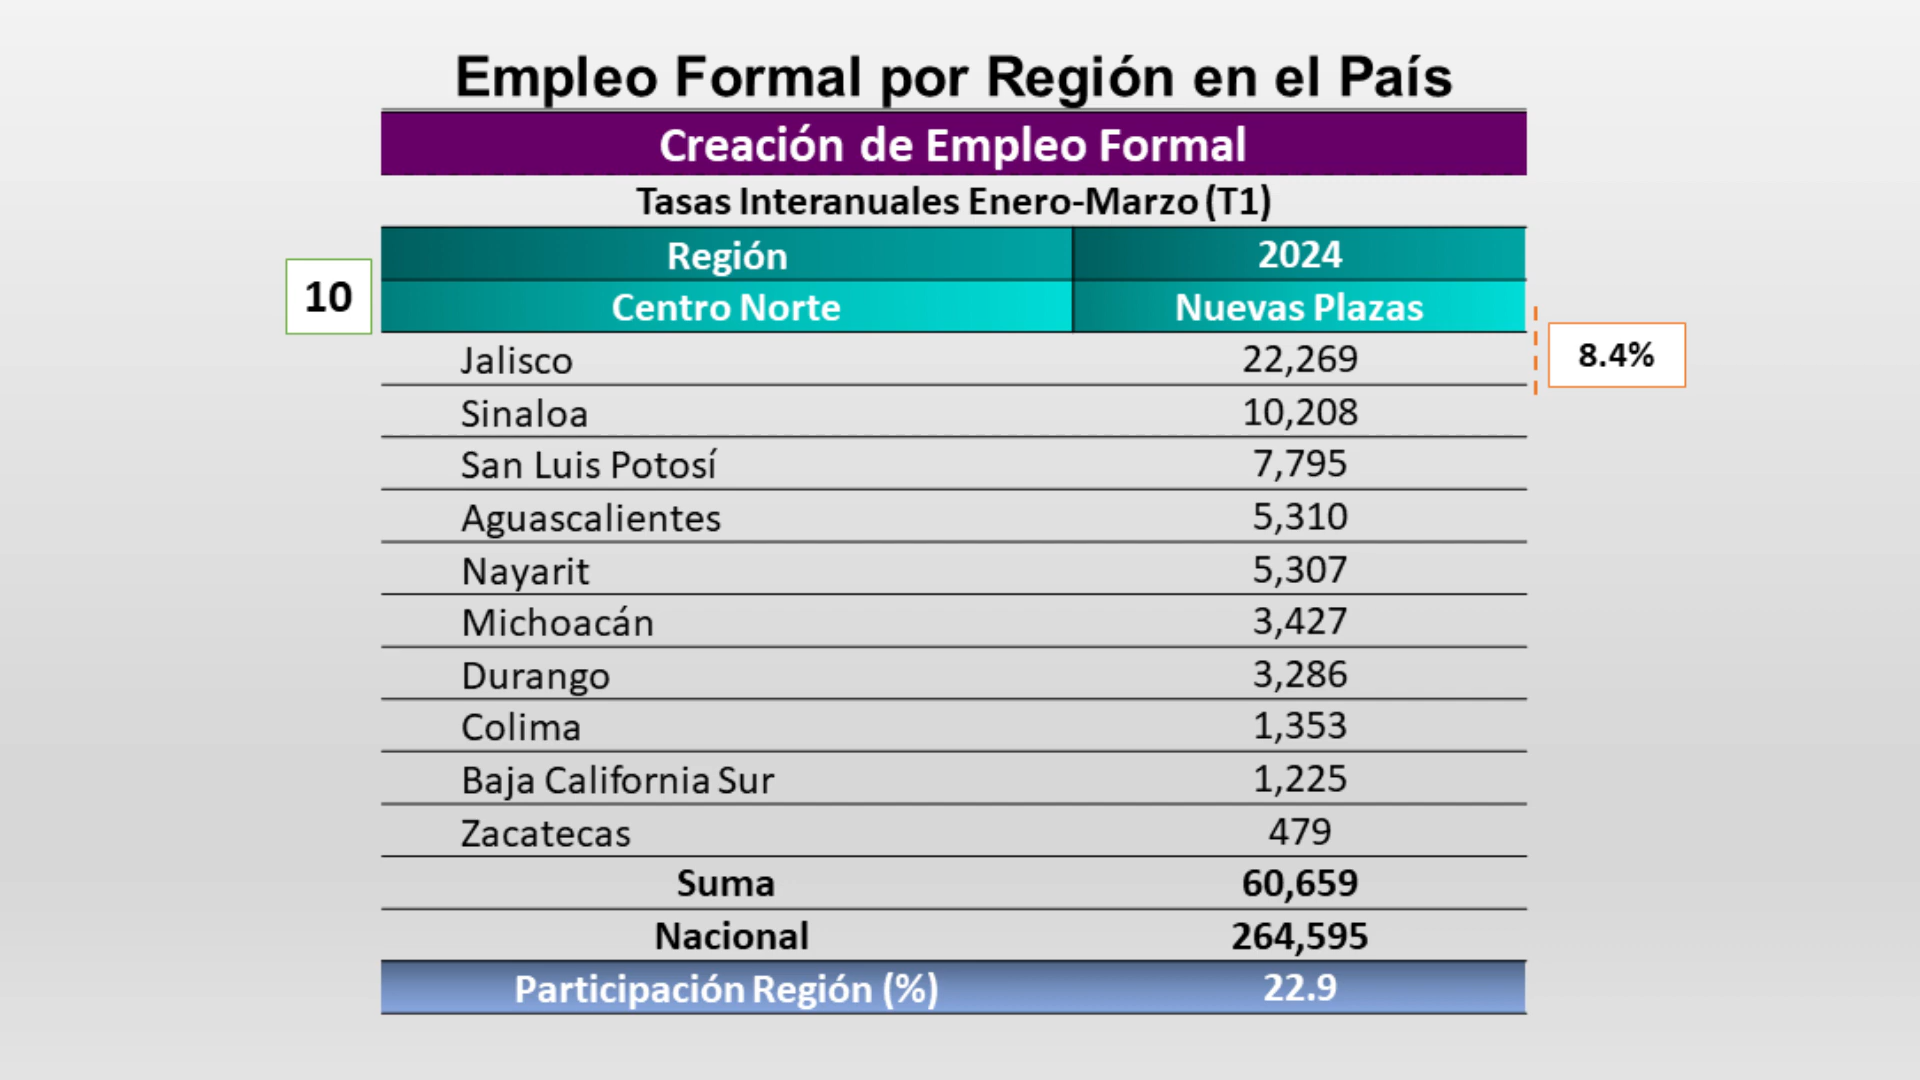 Empleo Formal por Región en el País
Creación de Empleo Formal
Tasas Interanuales Enero-Marzo (T1)
Región 2024
10
Centro Norte Nuevas Plazas
Jalisco 22,269
8.4%
Sinaloa 10,208
San Luis Potosí 7,795
Aguascalientes 5,310
Nayarit 5,307
Michoacán 3,427
Durango 3,286
Colima 1,353
Baja California Sur 1,225
Zacatecas 479
Suma 60,659
Nacional 264,595
Participación Región (%) 22.9